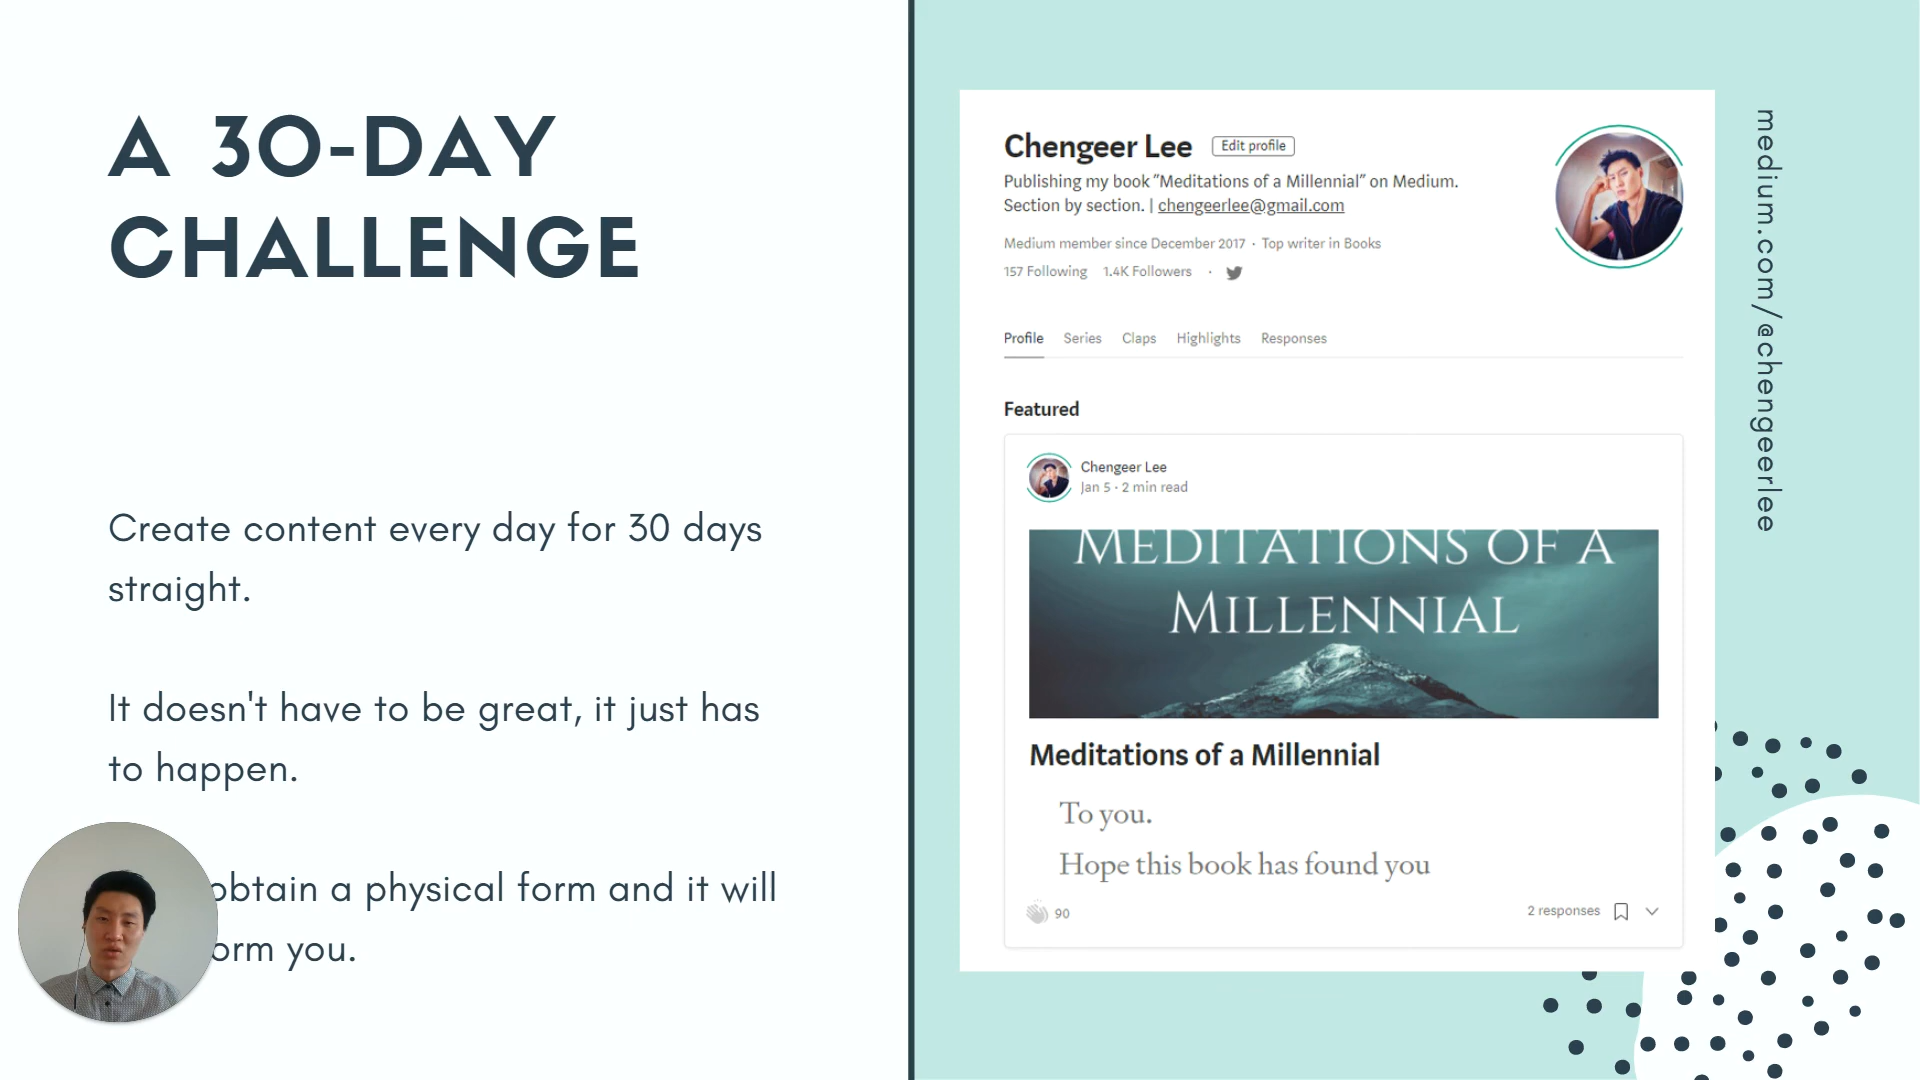 A 30-DAY
CHALLENGE
Create content every day for 30 days
straight.
It doesn't have to be great, it just has
to happen.
obtain a physical form and it will
orm you.
Chengeer Lee
Edit profile
Publishing my book "Meditations of a Millennial" on Medium.
Section by section. | chengeerlee@gmail.com
Medium member since December 2017 · Top writer in Books
157 Following 1.4K Followers ·
Profile Series Claps Highlights Responses
Featured
Chengeer Lee
Jan 5 · 2 min read
MEDITATIONS OF A
MILLENNIAL
Meditations of a Millennial
To you.
Hope this book has found you
90
2 responses
medium.com/@chengeerlee